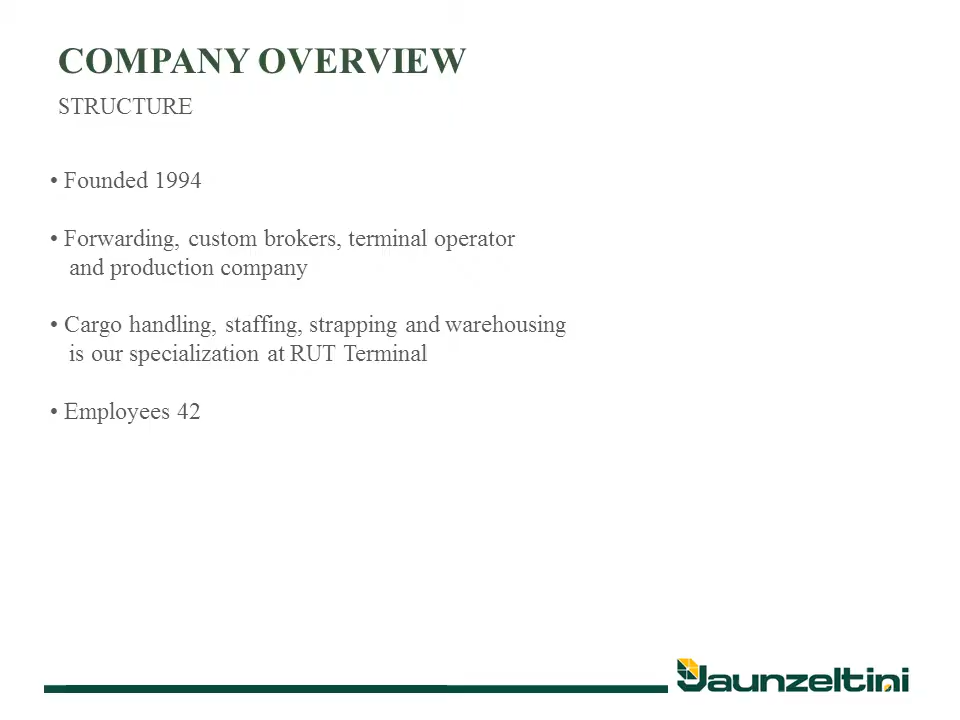 COMPANY OVERVIEW
STRUCTURE
• Founded 1994
• Forwarding, custom brokers, terminal operator
and production company
• Cargo handling, staffing, strapping and warehousing
is our specialization at RUT Terminal
• Employees 42
Jaunzeltini